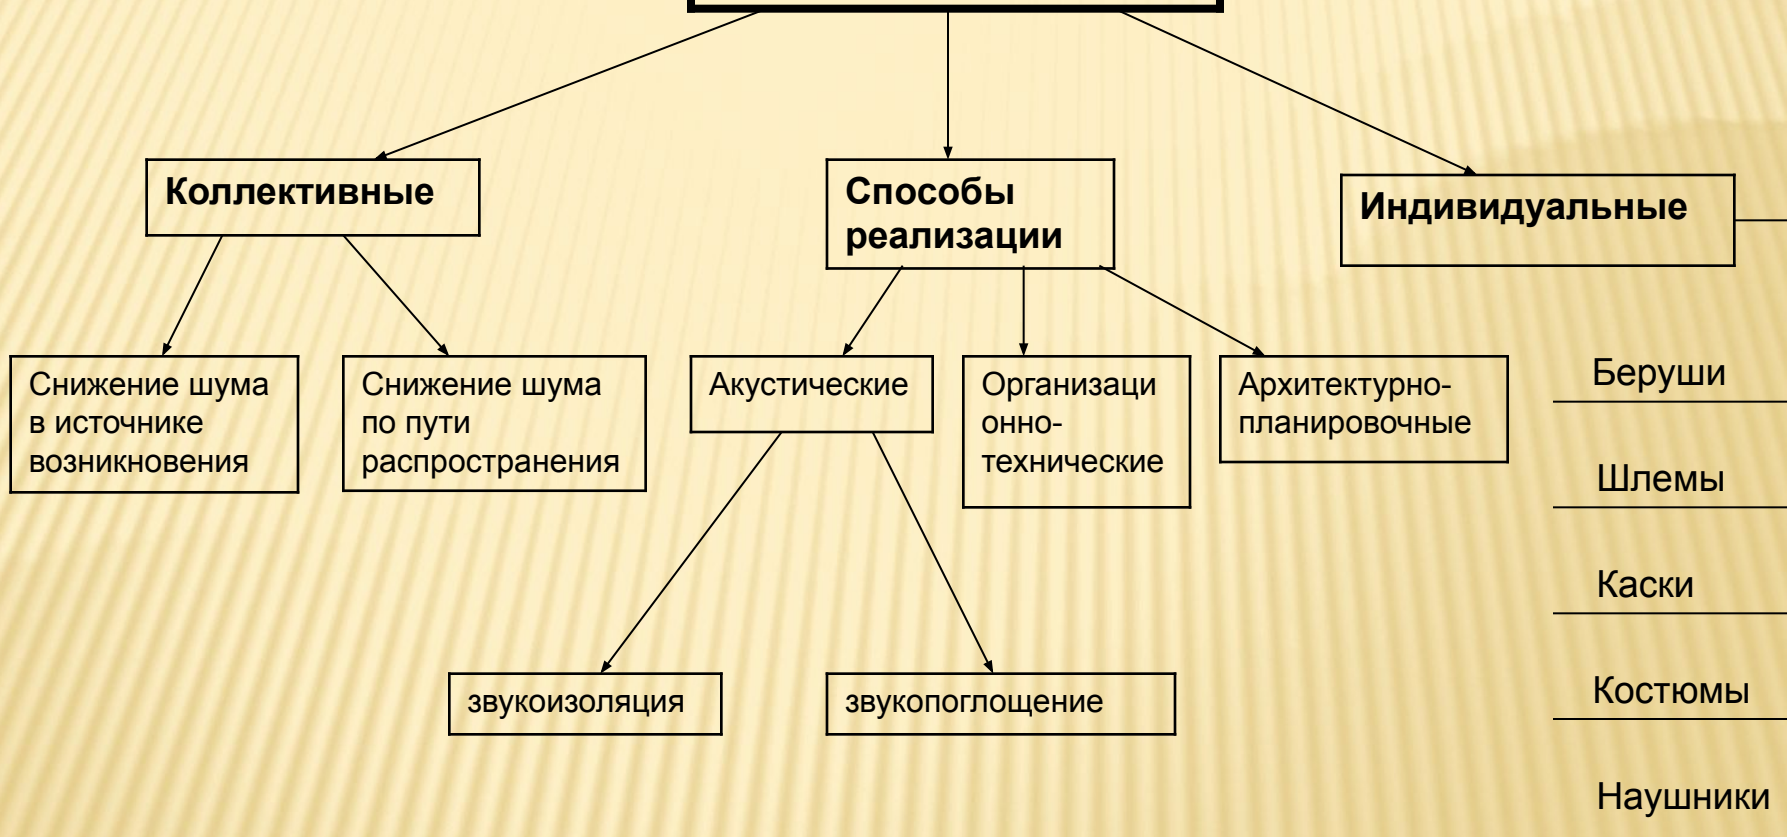 Коллективные
Способы
реализации
Индивидуальные
Снижение шума
в источнике
возникновения
Снижение шума
по пути
распространения
Акустические
Организаци
онно-
технические
Архитектурно-
планировочные
Беруши
Шлемы
Каски
Костюмы
Наушники
звукоизоляция
звукопоглощение